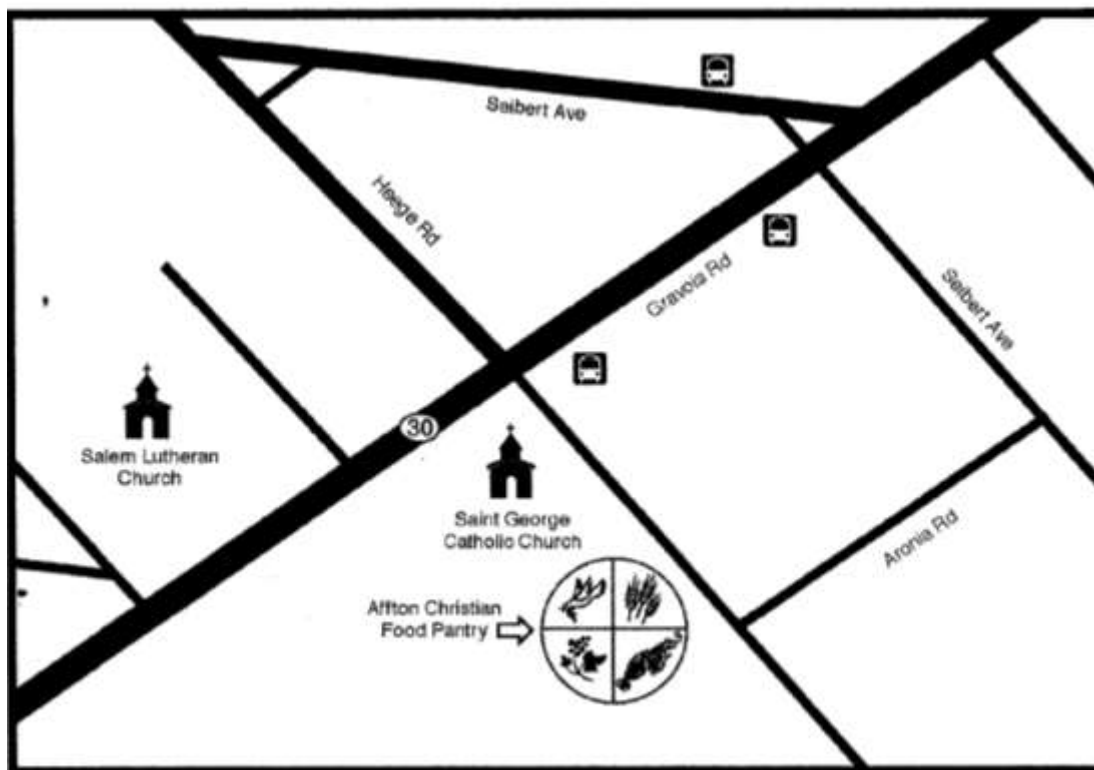 Seibert Ave
Heege Rd
Gravois Rd
Seibert Ave
30
Salem Lutheran
Church
Saint George
Catholic Church
Aronia Rd
Affton Christian
Food Pantry